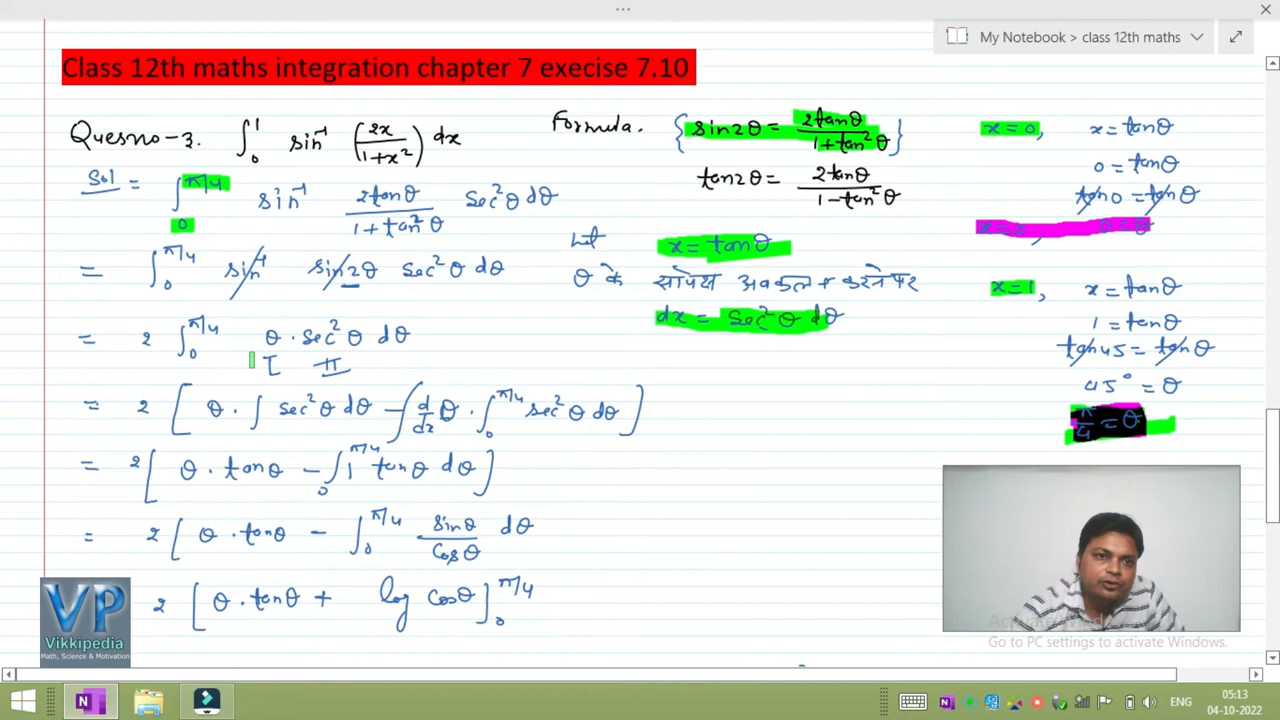 My Notebook > class 12th maths
Class 12th maths integration chapter 7 execise 7.10
Quesno-3. ∫₀¹ sin⁻¹ (2x/1+x²) dx
Formula. {sin2θ = 2tanθ/1+tan²θ}
tan2θ = 2tanθ/1-tan²θ
Sol = ∫₀^π/4 sin⁻¹ 2tanθ/1+tan²θ sec²θ dθ
= ∫₀^π/4 sin⁻¹ sin2θ sec²θ dθ
= 2 ∫₀^π/4 θ·sec²θ dθ
I II
= 2 [θ·∫ sec²θ dθ - ∫ d/dx θ · ∫₀^π/4 sec²θ dθ]
= 2 [θ·tanθ - ∫₀^π/4 1 tanθ dθ]
= 2 [θ·tanθ - ∫₀^π/4 sinθ/cosθ dθ
2 [θ·tanθ + log cosθ]₀^π/4
Let x = tanθ
θ के सापेक्ष अवकलन करने पर
dx = sec²θ dθ
x=0, x=tanθ
0=tanθ
tan0=tanθ
x=0, θ=0
x=1, x=tanθ
1=tanθ
tan45=tanθ
45°=θ
π/4=θ
VP
Vikkipedia
Math, Science & Motivation
Activate Windows
Go to PC settings to activate Windows.
ENG
05:13
04-10-2022